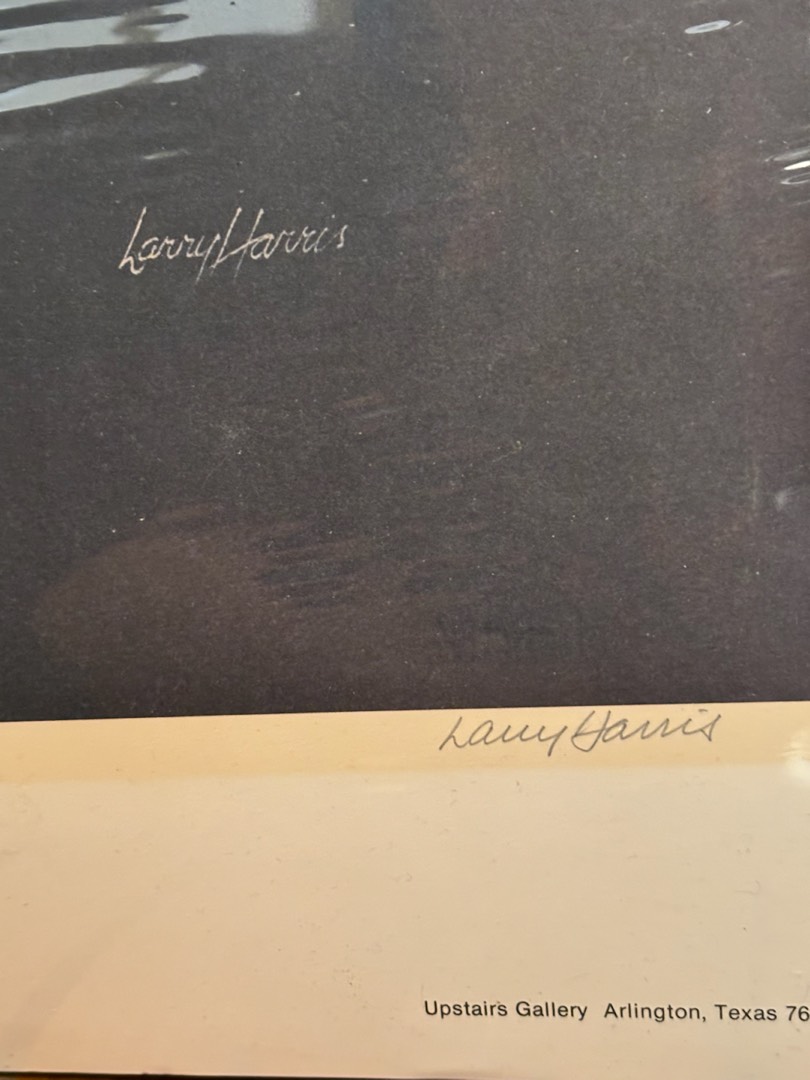 Larry Harris
Larry Harris
Upstairs Gallery Arlington, Texas 76